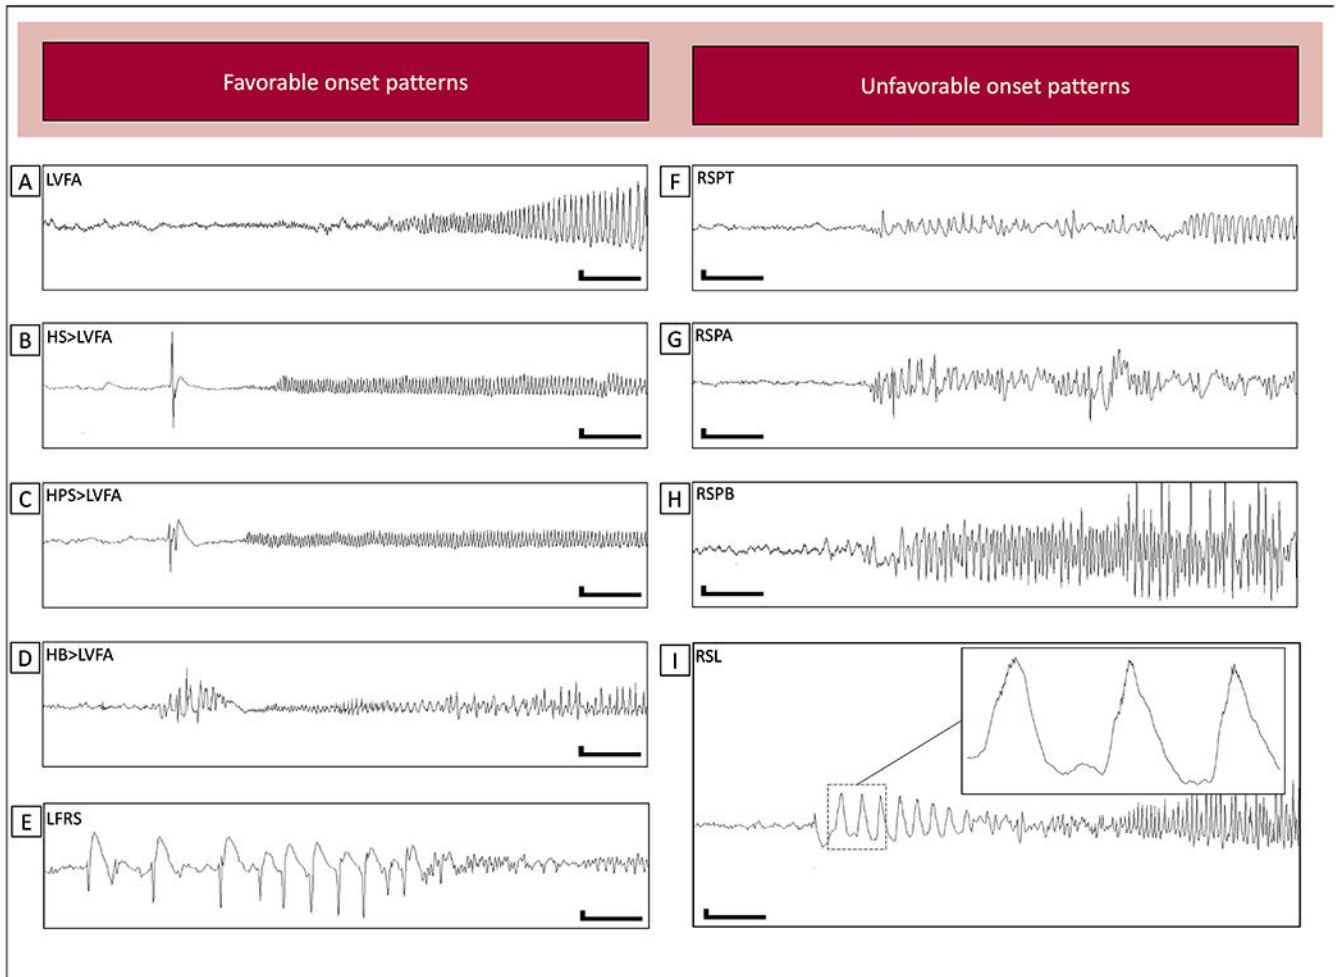 Favorable onset patterns
Unfavorable onset patterns
A LVFA
B HS>LVFA
C HPS>LVFA
D HB>LVFA
E LFRS
F RSPT
G RSPA
H RSPB
I RSL